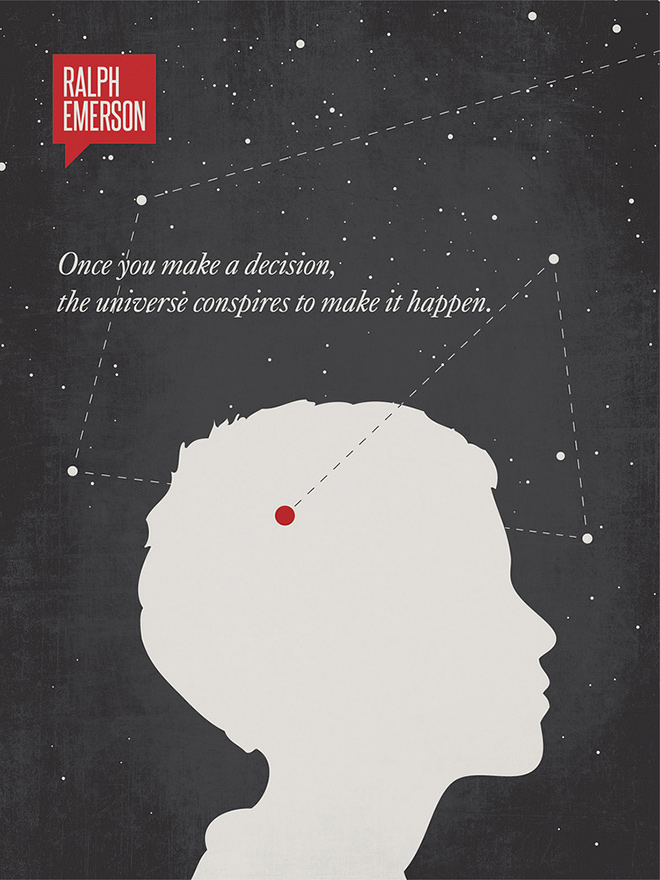 RALPH
EMERSON
Once you make a decision,
the universe conspires to make it happen.